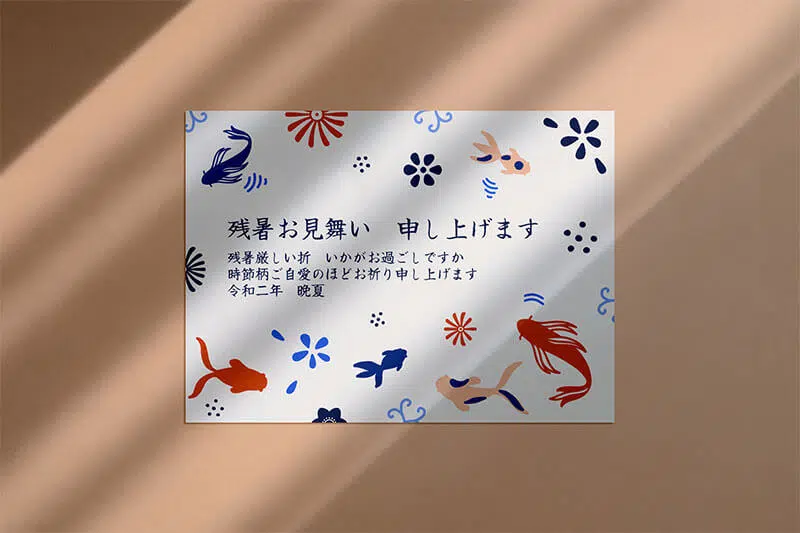 残暑お見舞い　申し上げます
残暑厳しい折　いかがお過ごしですか
時節柄ご自愛のほどお祈り申し上げます
令和二年　晩夏